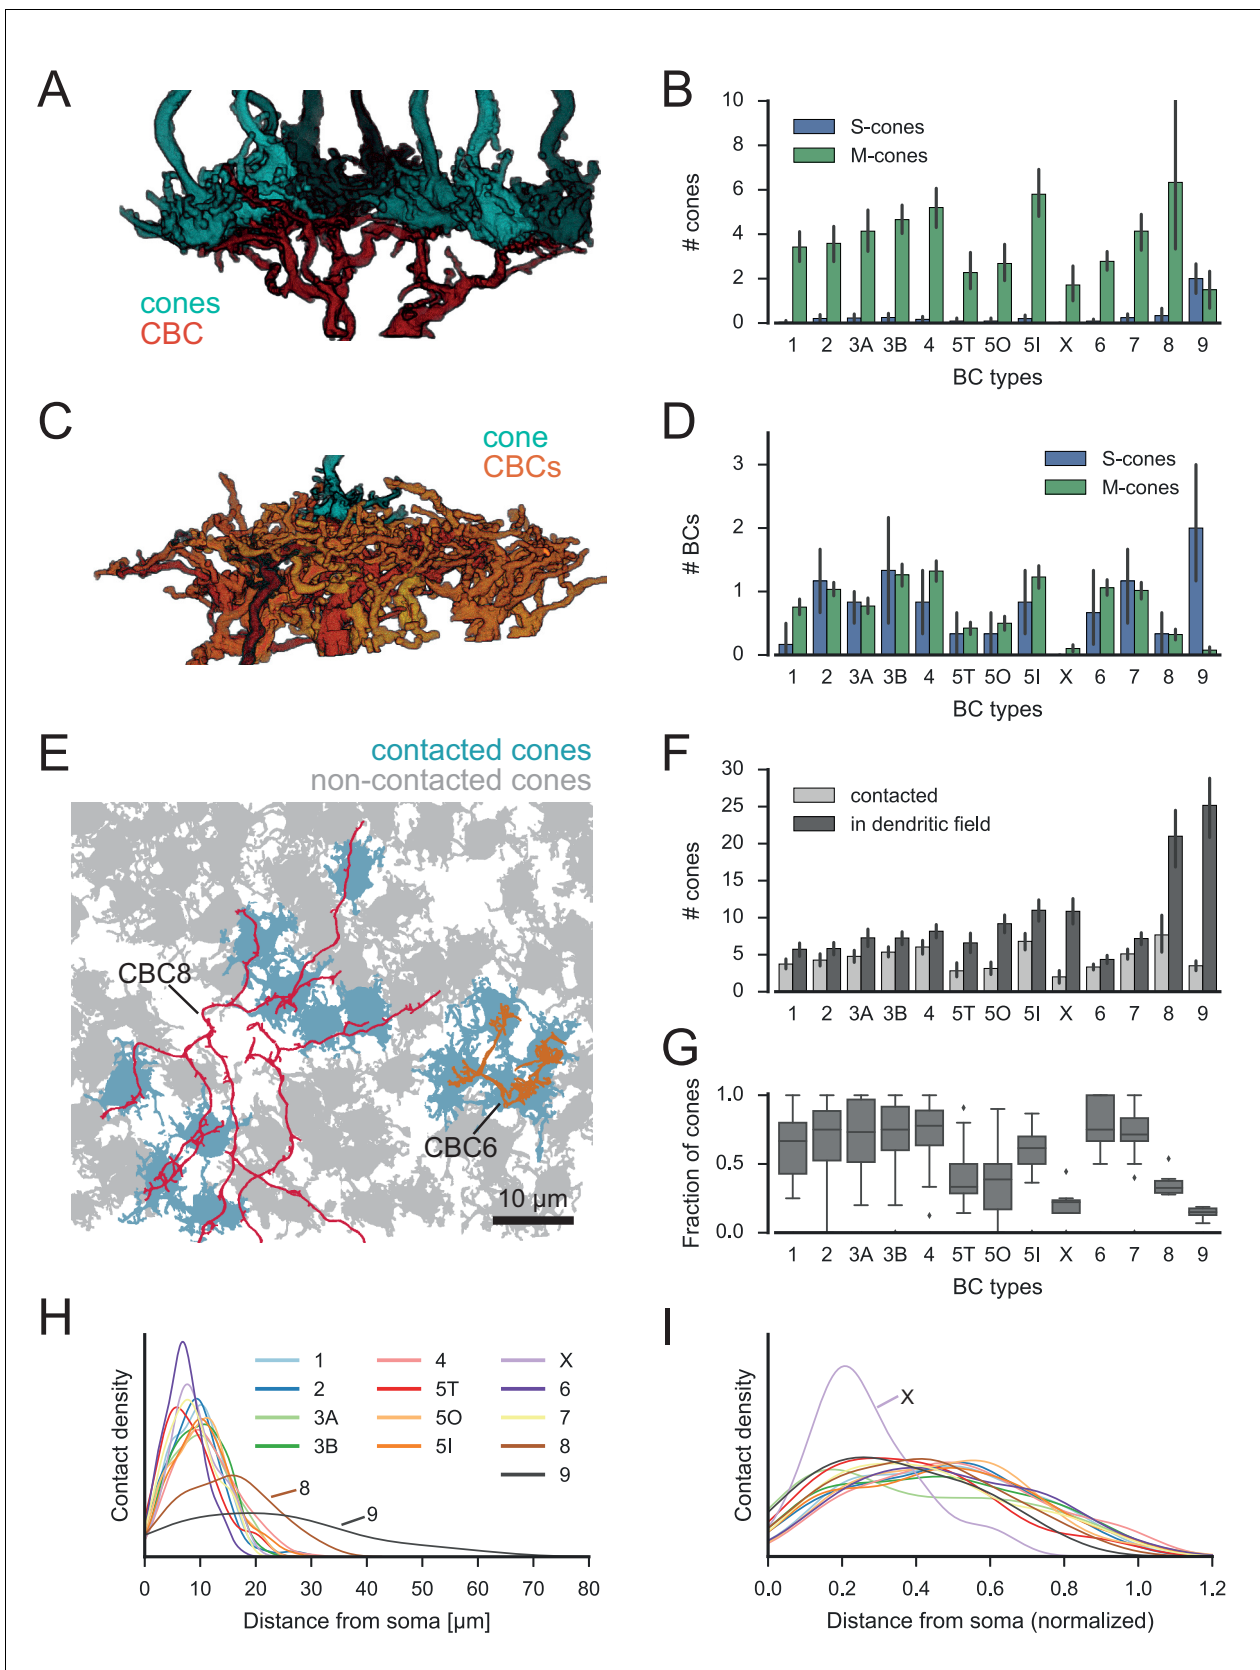 A
cones
CBC
B
10
8
6
4
2
0
# cones
S-cones
M-cones
1 2 3A 3B 4 5T 5O 5I X 6 7 8 9
BC types
C
cone
CBCs
D
3
2
1
0
# BCs
S-cones
M-cones
1 2 3A 3B 4 5T 5O 5I X 6 7 8 9
BC types
E
contacted cones
non-contacted cones
CBC8
CBC6
10 µm
F
30
25
20
15
10
5
0
# cones
contacted
in dendritic field
1 2 3A 3B 4 5T 5O 5I X 6 7 8 9
G
1.0
0.5
0.0
Fraction of cones
1 2 3A 3B 4 5T 5O 5I X 6 7 8 9
BC types
H
Contact density
1 4 X
2 5T 6
3A 5O 7
3B 5I 8
9
8
9
0 10 20 30 40 50 60 70 80
Distance from soma [µm]
I
Contact density
X
0.0 0.2 0.4 0.6 0.8 1.0 1.2
Distance from soma (normalized)